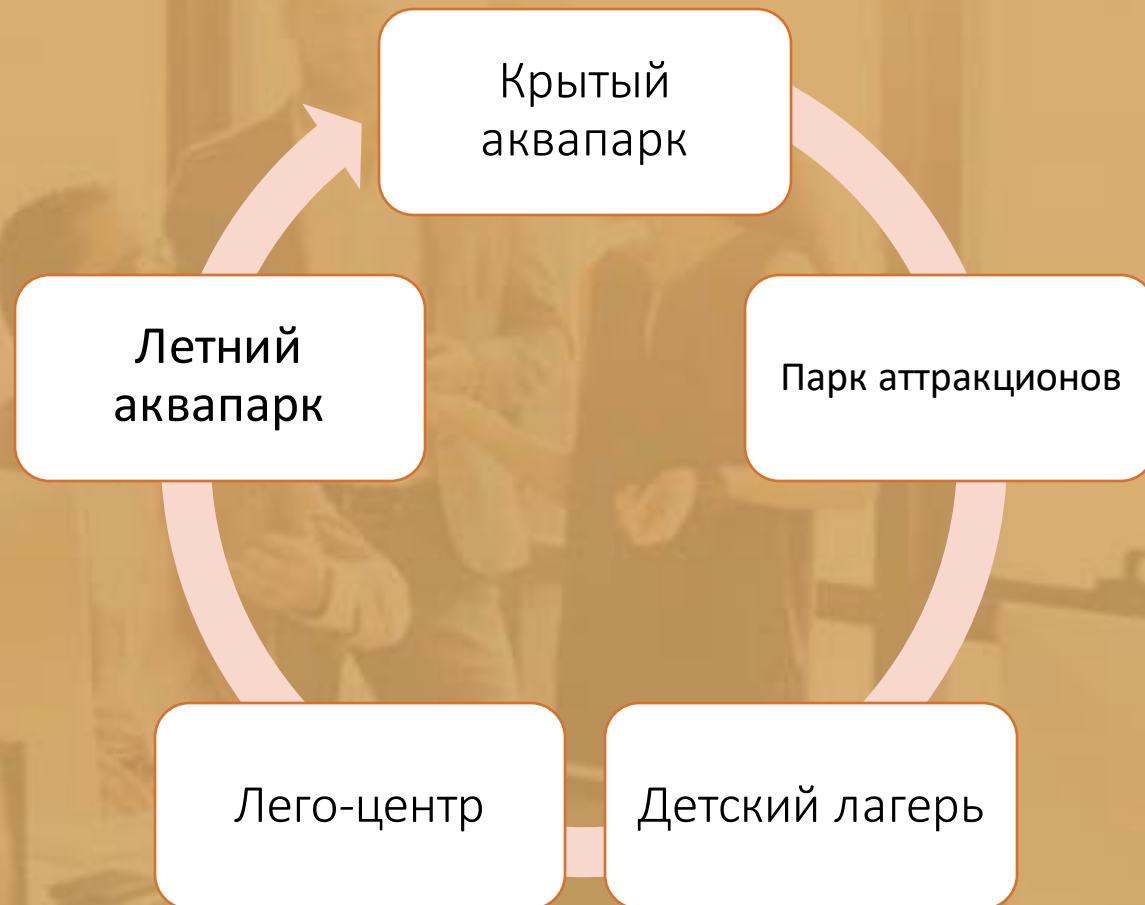 Крытый
аквапарк
Парк аттракционов
Детский лагерь
Лего-центр
Летний
аквапарк